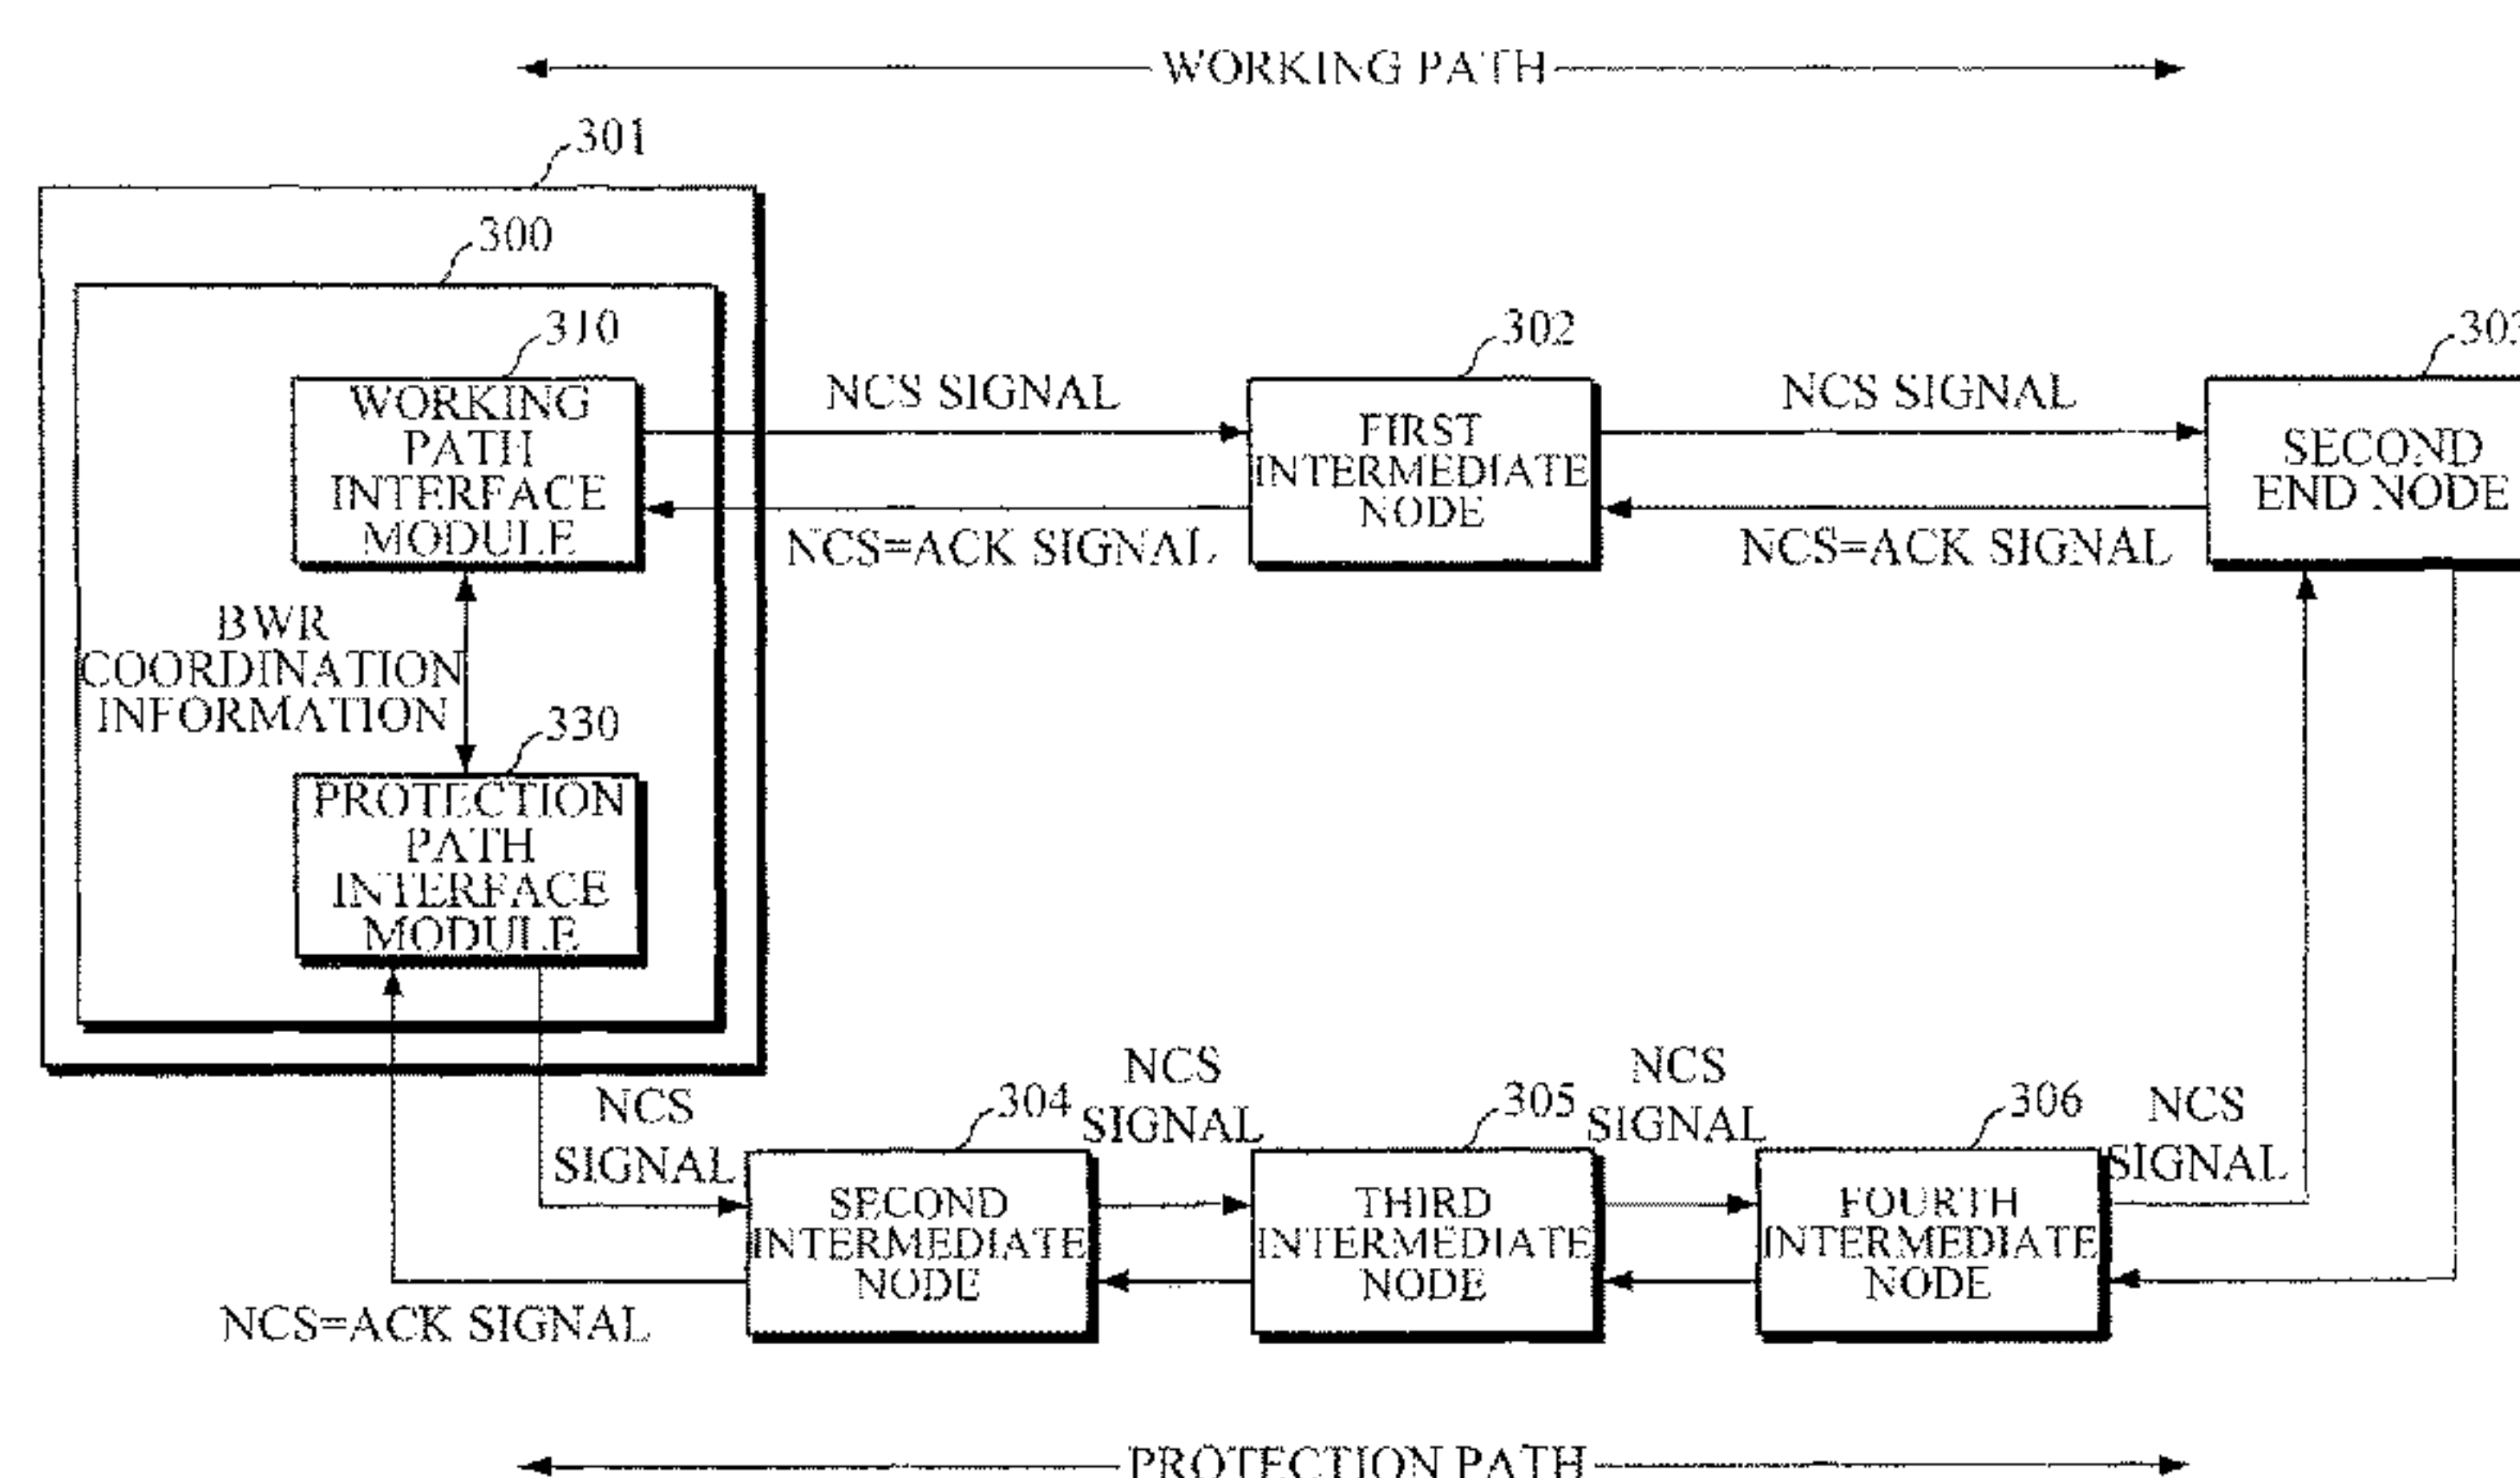 WORKING PATH
301
300
310
WORKING
PATH
INTERFACE
MODULE
NCS SIGNAL
NCS=ACK SIGNAL
302
FIRST
INTERMEDIATE
NODE
NCS SIGNAL
NCS=ACK SIGNAL
303
SECOND
END NODE
BWR
COORDINATION
INFORMATION
330
PROTECTION
PATH
INTERFACE
MODULE
NCS
SIGNAL
NCS=ACK SIGNAL
304
SECOND
INTERMEDIATE
NODE
NCS
SIGNAL
305
THIRD
INTERMEDIATE
NODE
NCS
SIGNAL
306
FOURTH
INTERMEDIATE
NODE
NCS
SIGNAL
PROTECTION PATH